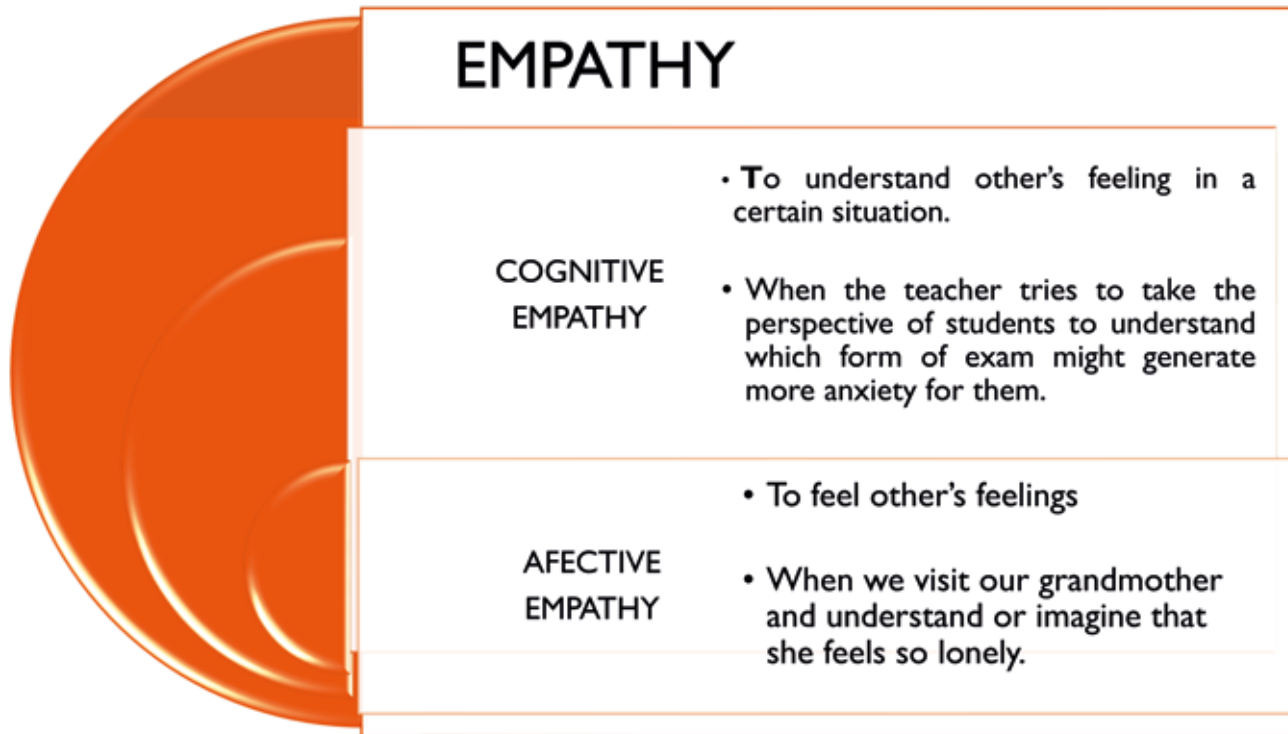 EMPATHY
COGNITIVE
EMPATHY
• To understand other's feeling in a
certain situation.
• When the teacher tries to take the
perspective of students to understand
which form of exam might generate
more anxiety for them.
AFECTIVE
EMPATHY
• To feel other's feelings
• When we visit our grandmother
and understand or imagine that
she feels so lonely.